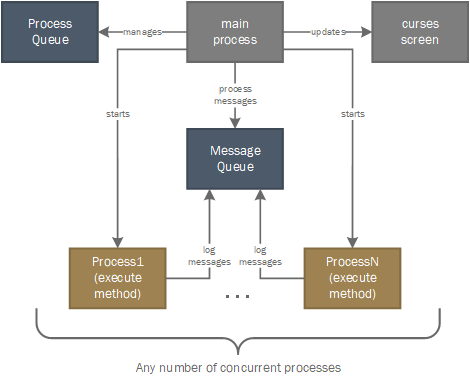 Process
Queue
manages
main
process
updates
curses
screen
process
messages
starts
starts
Message
Queue
Process1
(execute
method)
log
messages
log
messages
...
ProcessN
(execute
method)
Any number of concurrent processes